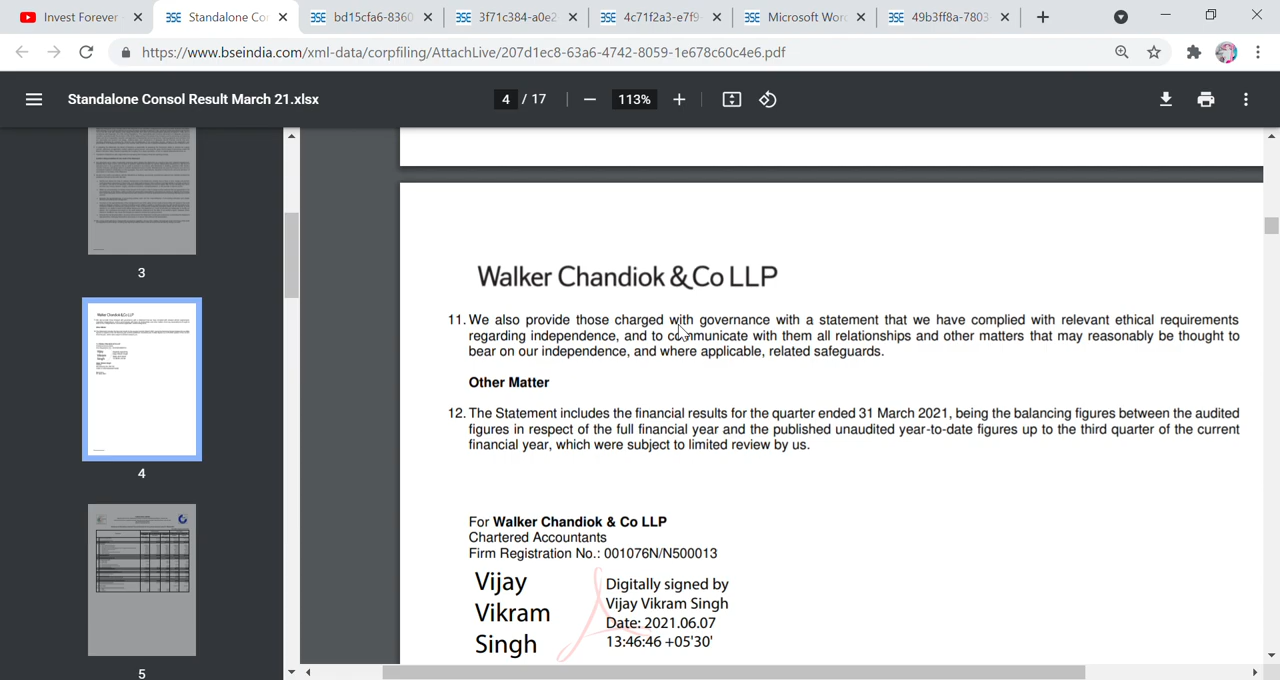 Invest Forever
Standalone Co
bd15cfa6-8360
3f71c384-a0e2
4c71f2a3-e7f9-
Microsoft Wor
49b3ff8a-7803
https://www.bseindia.com/xml-data/corpfiling/AttachLive/207d1ec8-63a6-4742-8059-1e678c60c4e6.pdf
Standalone Consol Result March 21.xlsx
4 / 17
113%
3
4
5
Walker Chandiok & Co LLP
11. We also provide those charged with governance with a statement that we have complied with relevant ethical requirements
regarding independence, and to communicate with them all relationships and other matters that may reasonably be thought to
bear on our independence, and where applicable, related safeguards.
Other Matter
12. The Statement includes the financial results for the quarter ended 31 March 2021, being the balancing figures between the audited
figures in respect of the full financial year and the published unaudited year-to-date figures up to the third quarter of the current
financial year, which were subject to limited review by us.
For Walker Chandiok & Co LLP
Chartered Accountants
Firm Registration No.: 001076N/N500013
Vijay
Vikram
Singh
Digitally signed by
Vijay Vikram Singh
Date: 2021.06.07
13:46:46 +05'30'